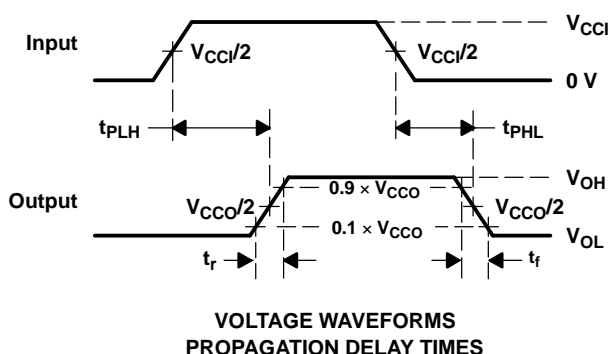 V_CCI
Input
V_CCI/2
V_CCI/2
0 V
t_PLH
t_PHL
V_OH
0.9 × V_CCO
Output
V_CCO/2
V_CCO/2
0.1 × V_CCO
V_OL
t_r
t_f
VOLTAGE WAVEFORMS
PROPAGATION DELAY TIMES